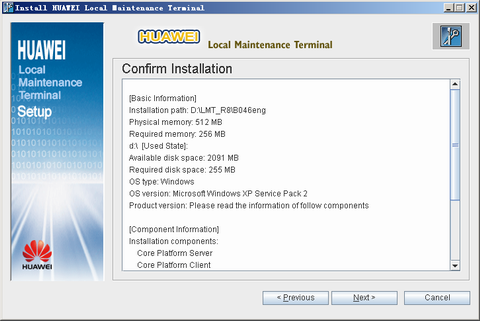 Install HUAWEI Local Maintenance Terminal
HUAWEI
Local
Maintenance
Terminal
Setup
HUAWEI
HUAWEI Local Maintenance Terminal
Confirm Installation
[Basic Information]
Installation path: D:\LMT_R8\B046eng
Physical memory: 512 MB
Required memory: 256 MB
d:\ [Used State]:
Available disk space: 2091 MB
Required disk space: 255 MB
OS type: Windows
OS version: Microsoft Windows XP Service Pack 2
Product version: Please read the information of follow components
[Component Information]
Installation components:
Core Platform Server
Core Platform Client
< Previous
Next >
Cancel